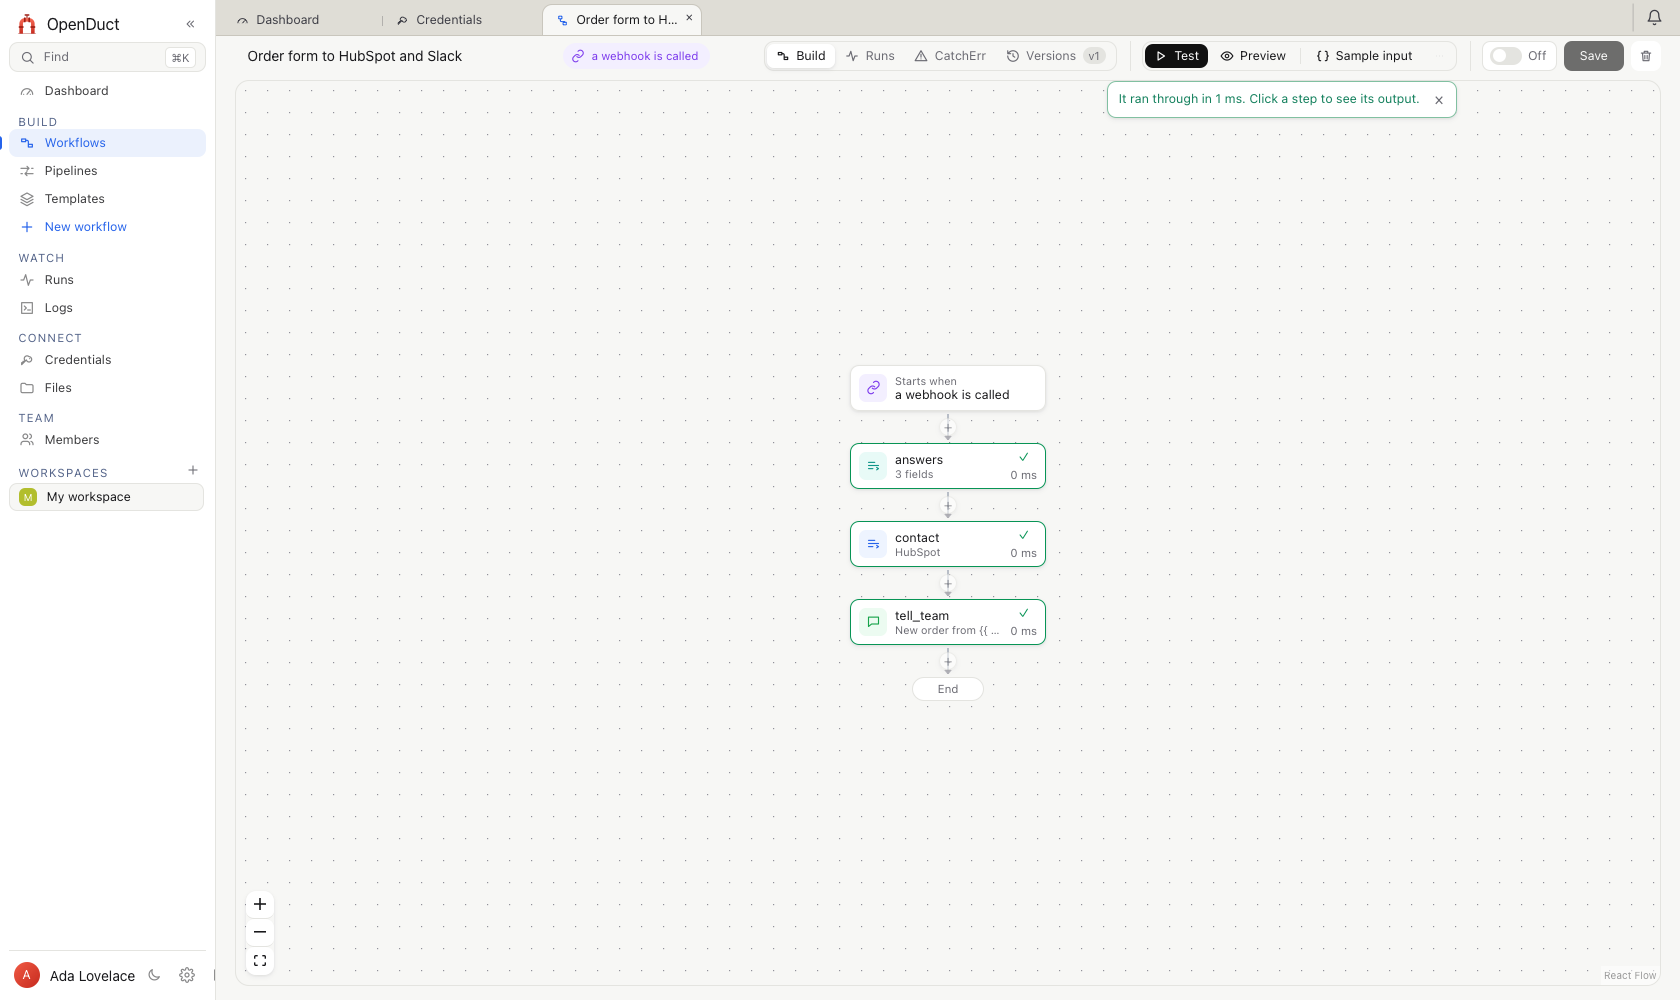 OpenDuct
Find
⌘K
Dashboard
BUILD
Workflows
Pipelines
Templates
New workflow
WATCH
Runs
Logs
CONNECT
Credentials
Files
TEAM
Members
WORKSPACES
M
My workspace
A
Ada Lovelace
Dashboard
Credentials
Order form to H...
Order form to HubSpot and Slack
a webhook is called
Build
Runs
CatchErr
Versions v1
Test
Preview
{ } Sample input
Off
Save
It ran through in 1 ms. Click a step to see its output.
Starts when
a webhook is called
answers
3 fields
0 ms
contact
HubSpot
0 ms
tell_team
New order from {{ ...
0 ms
End
React Flow